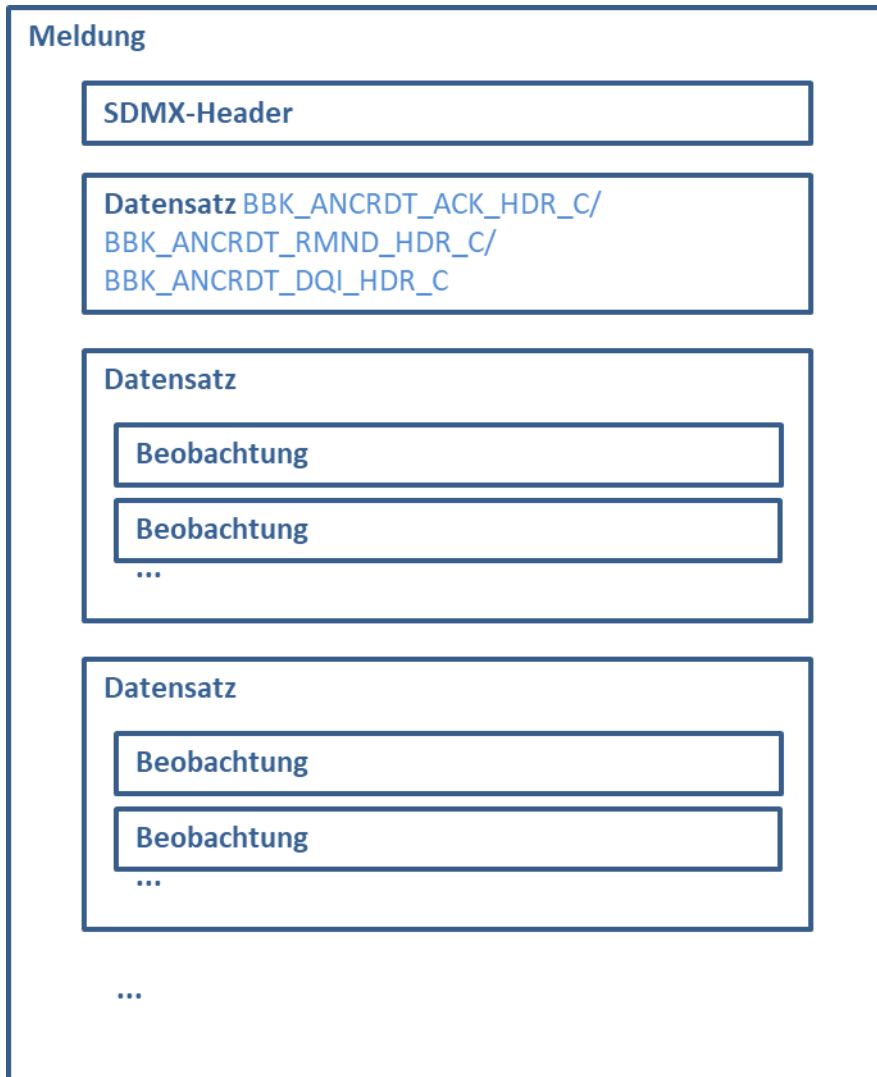 Meldung
SDMX-Header
Datensatz BBK_ANCRDT_ACK_HDR_C/
BBK_ANCRDT_RMND_HDR_C/
BBK_ANCRDT_DQI_HDR_C
Datensatz
Beobachtung
Beobachtung
...
Datensatz
Beobachtung
Beobachtung
...
...